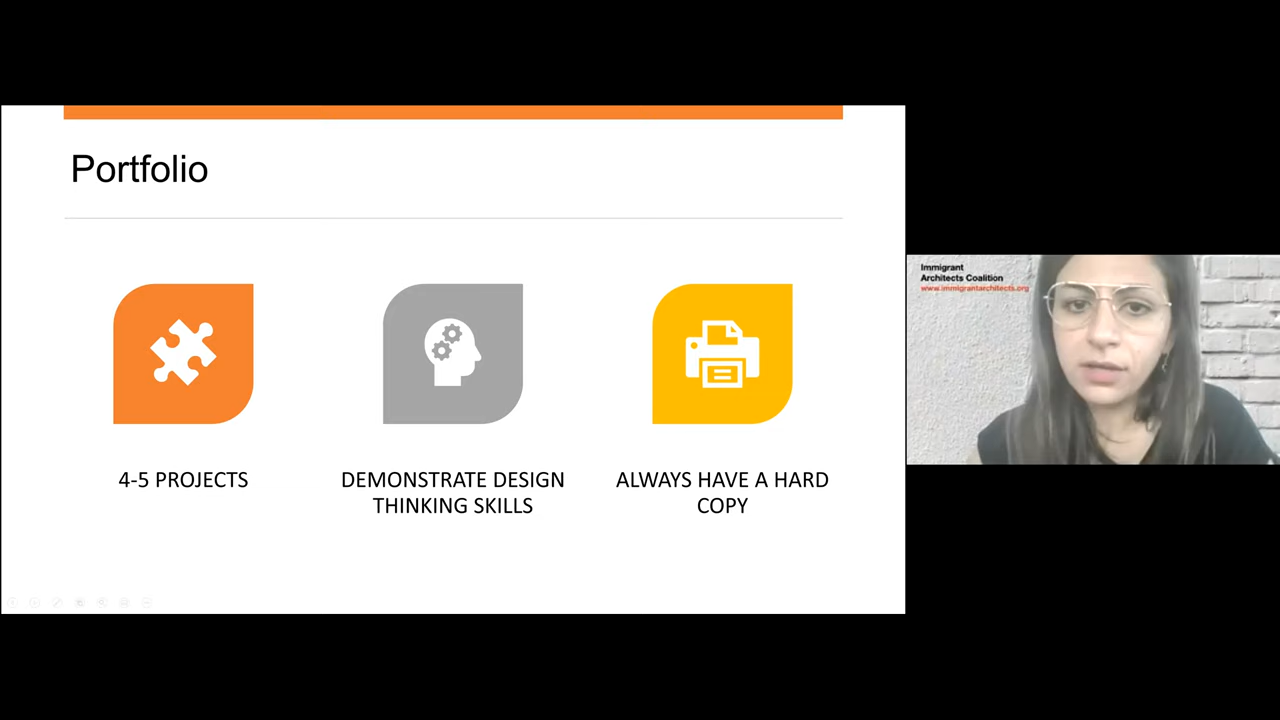 Portfolio
4-5 PROJECTS
DEMONSTRATE DESIGN
THINKING SKILLS
ALWAYS HAVE A HARD
COPY
Immigrant
Architects Coalition
www.immigrantarchitects.org